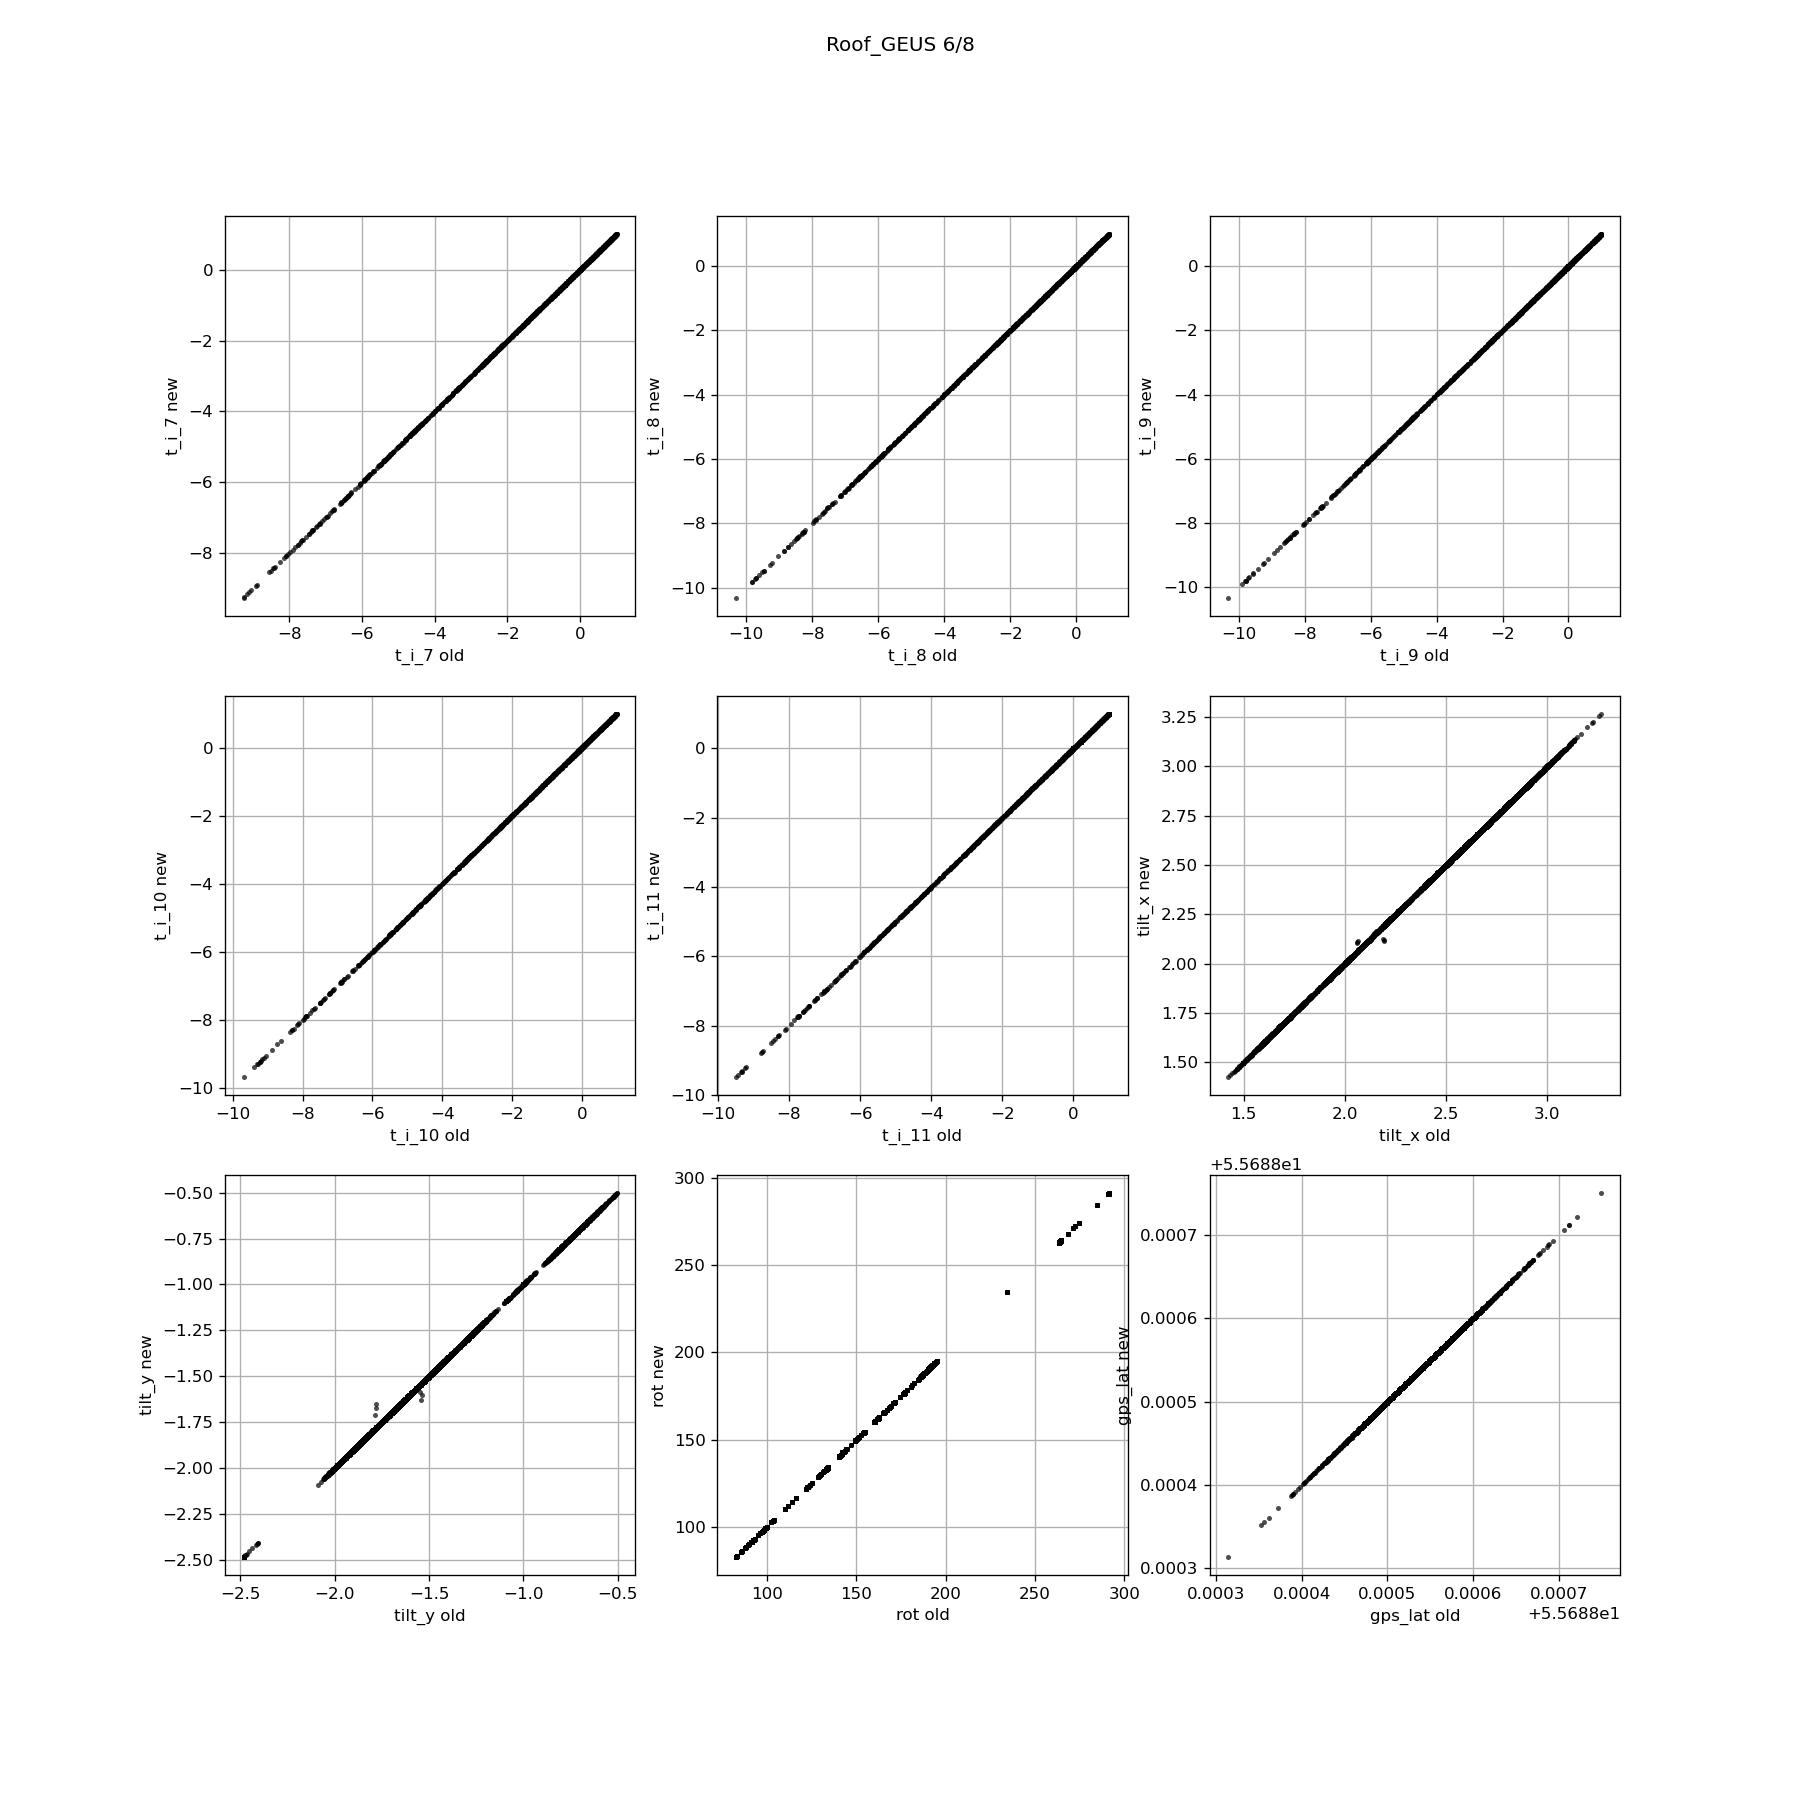 Roof_GEUS 6/8
t_i_7 new
0
−2
−4
−6
−8
−8 −6 −4 −2 0
t_i_7 old
t_i_8 new
0
−2
−4
−6
−8
−10
−10 −8 −6 −4 −2 0
t_i_8 old
t_i_9 new
0
−2
−4
−6
−8
−10
−10 −8 −6 −4 −2 0
t_i_9 old
t_i_10 new
0
−2
−4
−6
−8
−10
−10 −8 −6 −4 −2 0
t_i_10 old
t_i_11 new
0
−2
−4
−6
−8
−10
−10 −8 −6 −4 −2 0
t_i_11 old
tilt_x new
3.25
3.00
2.75
2.50
2.25
2.00
1.75
1.50
1.5 2.0 2.5 3.0
tilt_x old
tilt_y new
−0.50
−0.75
−1.00
−1.25
−1.50
−1.75
−2.00
−2.25
−2.50
−2.5 −2.0 −1.5 −1.0 −0.5
tilt_y old
rot new
300
250
200
150
100
100 150 200 250 300
rot old
+5.5688e1
gps_lat new
0.0007
0.0006
0.0005
0.0004
0.0003
0.0003 0.0004 0.0005 0.0006 0.0007
gps_lat old
+5.5688e1